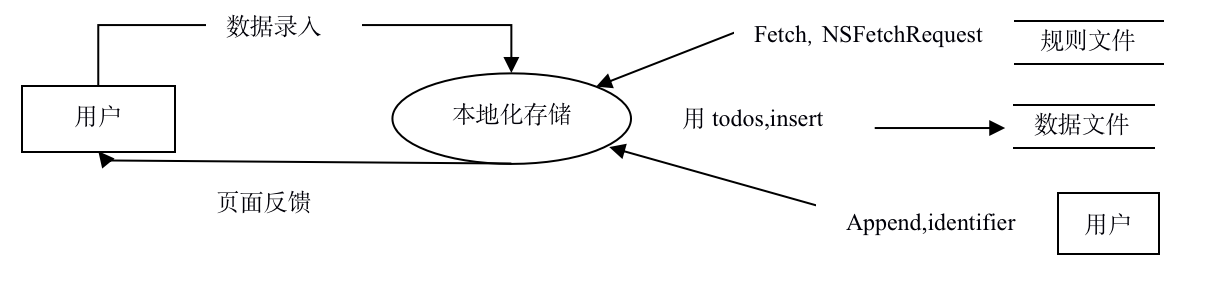 数据录入
Fetch, NSFetchRequest
规则文件
用户
本地化存储
用 todos,insert
数据文件
页面反馈
Append,identifier
用户